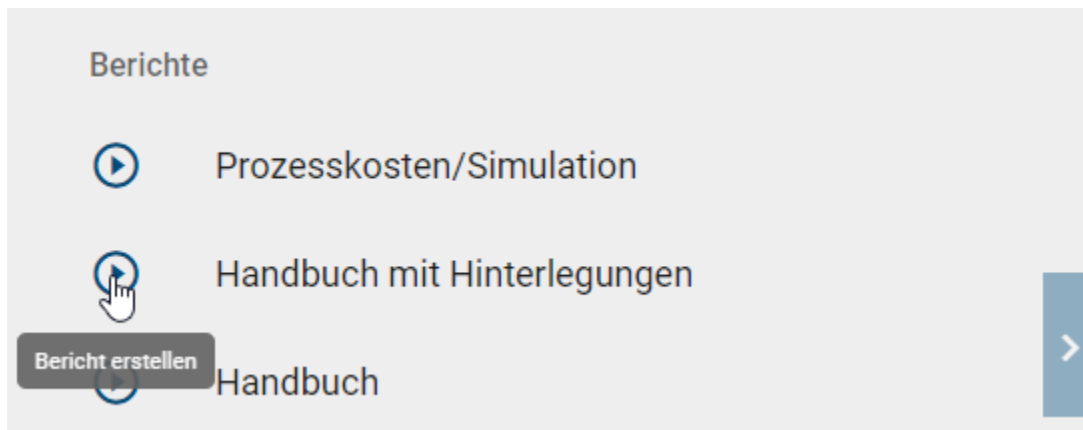 Berichte
Prozesskosten/Simulation
Handbuch mit Hinterlegungen
Bericht erstellen
Handbuch